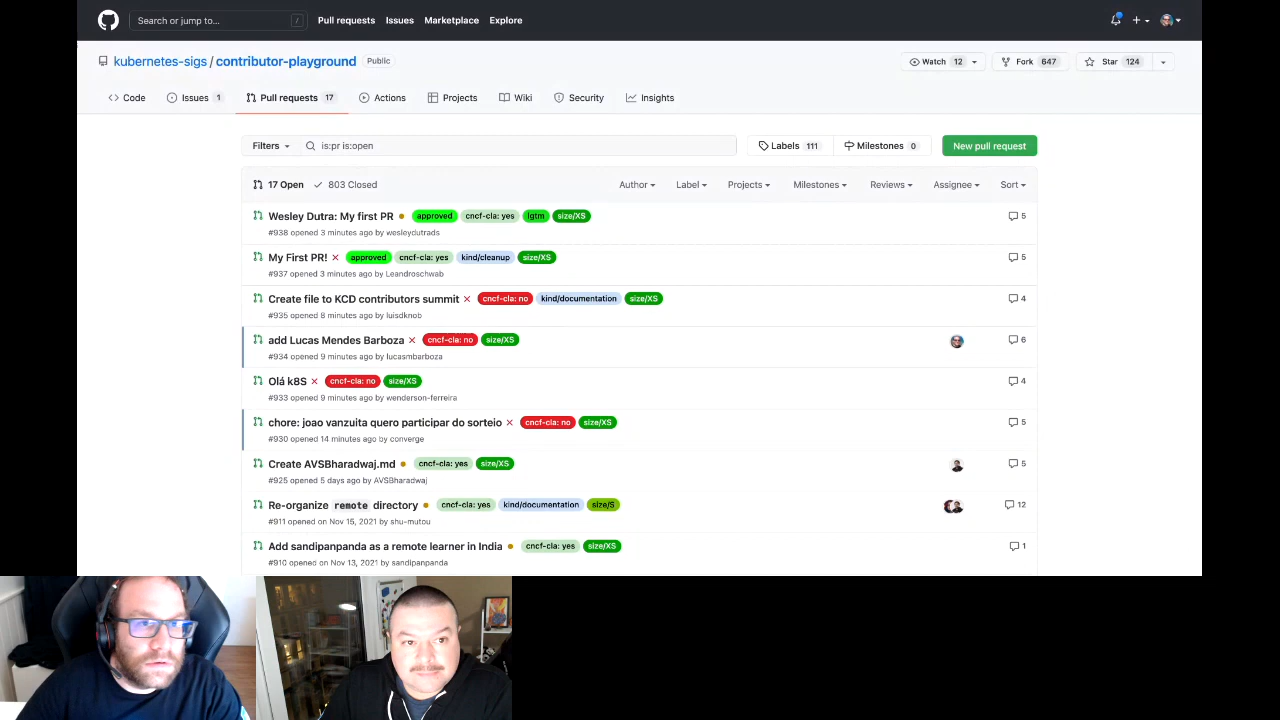 Search or jump to... /
Pull requests Issues Marketplace Explore
kubernetes-sigs / contributor-playground Public
Watch 12 Fork 647 Star 124
Code Issues 1 Pull requests 17 Actions Projects Wiki Security Insights
Filters is:pr is:open Labels 111 Milestones 0 New pull request
17 Open 803 Closed Author Label Projects Milestones Reviews Assignee Sort
Wesley Dutra: My first PR approved cncf-cla: yes lgtm size/XS 5
#938 opened 3 minutes ago by wesleydutrads
My First PR! approved cncf-cla: yes kind/cleanup size/XS 5
#937 opened 3 minutes ago by Leandroschwab
Create file to KCD contributors summit cncf-cla: no kind/documentation size/XS 4
#935 opened 8 minutes ago by luisdknob
add Lucas Mendes Barboza cncf-cla: no size/XS 6
#934 opened 9 minutes ago by lucasmbarboza
Olá k8S cncf-cla: no size/XS 4
#933 opened 9 minutes ago by wenderson-ferreira
chore: joao vanzuita quero participar do sorteio cncf-cla: no size/XS 5
#930 opened 14 minutes ago by converge
Create AVSBharadwaj.md cncf-cla: yes size/XS 5
#925 opened 5 days ago by AVSBharadwaj
Re-organize remote directory cncf-cla: yes kind/documentation size/S 12
#911 opened on Nov 15, 2021 by shu-mutou
Add sandipanpanda as a remote learner in India cncf-cla: yes size/XS 1
#910 opened on Nov 13, 2021 by sandipanpanda